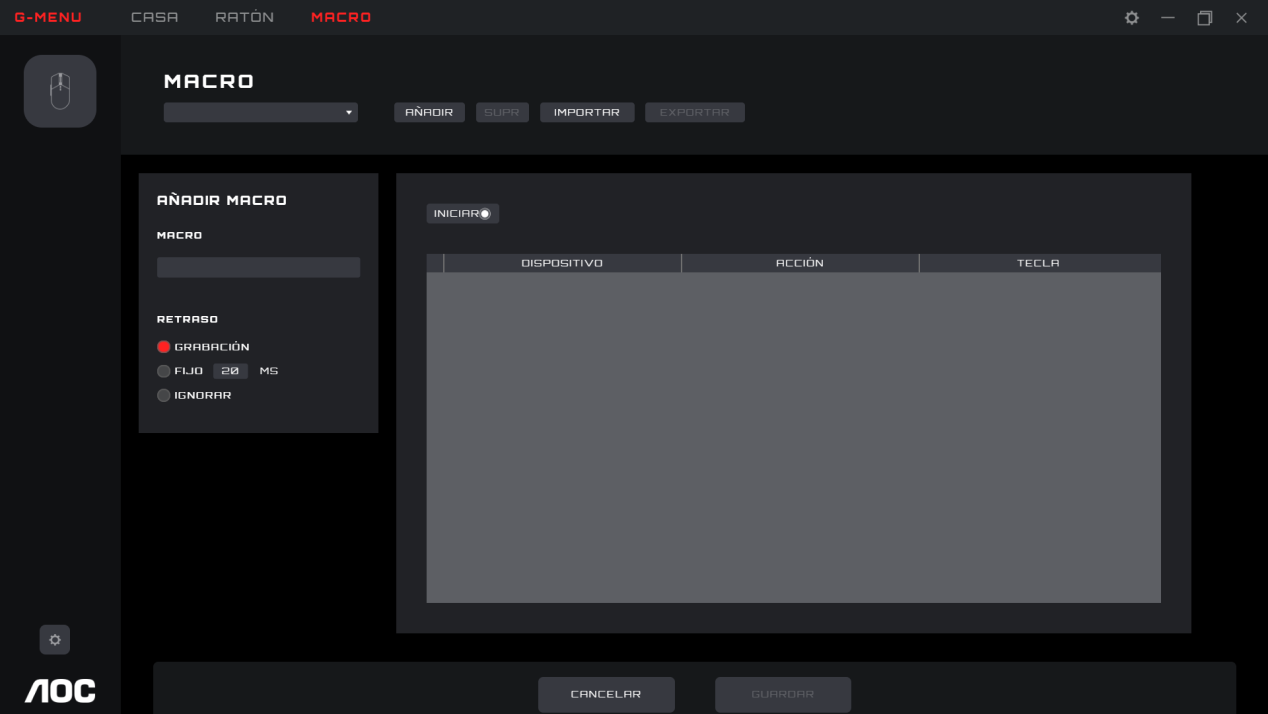 G-MENU CASA RATÓN MACRO
MACRO
AÑADIR SUPR IMPORTAR EXPORTAR
AÑADIR MACRO
MACRO
RETRASO
GRABACIÓN
FIJO 20 MS
IGNORAR
INICIAR
DISPOSITIVO ACCIÓN TECLA
AOC
CANCELAR GUARDAR